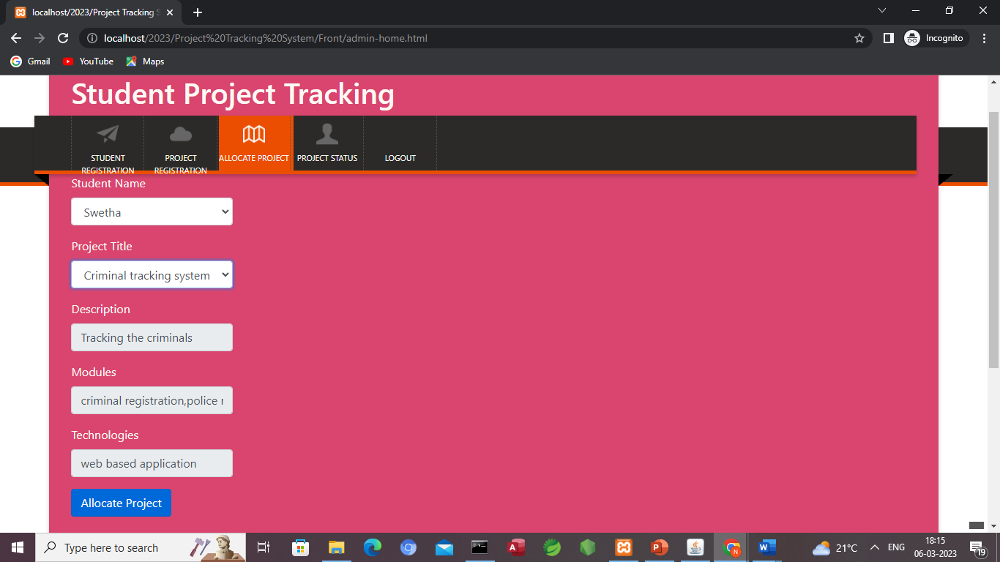 localhost/2023/Project Tracking S
localhost/2023/Project%20Tracking%20System/Front/admin-home.html
Incognito
Gmail YouTube Maps
Student Project Tracking
STUDENT REGISTRATION
PROJECT REGISTRATION
ALLOCATE PROJECT
PROJECT STATUS
LOGOUT
Student Name
Swetha
Project Title
Criminal tracking system
Description
Tracking the criminals
Modules
criminal registration,police r
Technologies
web based application
Allocate Project
Type here to search
21°C
ENG
18:15
06-03-2023
19